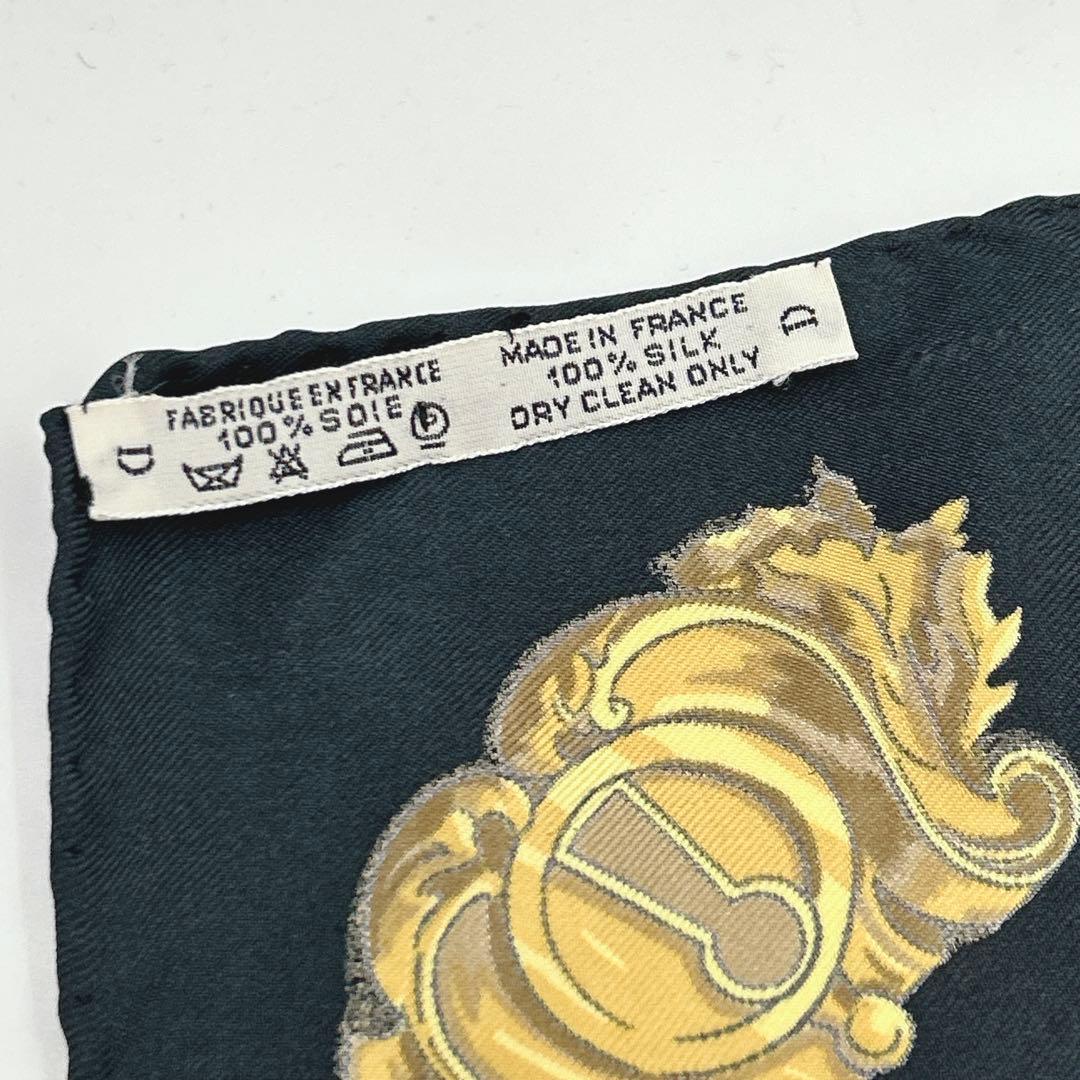 D
FABRIQUE EN FRANCE
100% SOIE
P
MADE IN FRANCE
100% SILK
DRY CLEAN ONLY
D